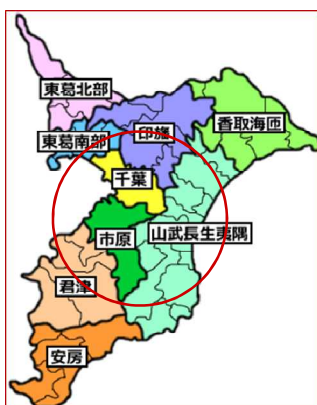 東葛北部
東葛南部
印旛
香取海匝
千葉
市原
山武長生夷隅
君津
安房